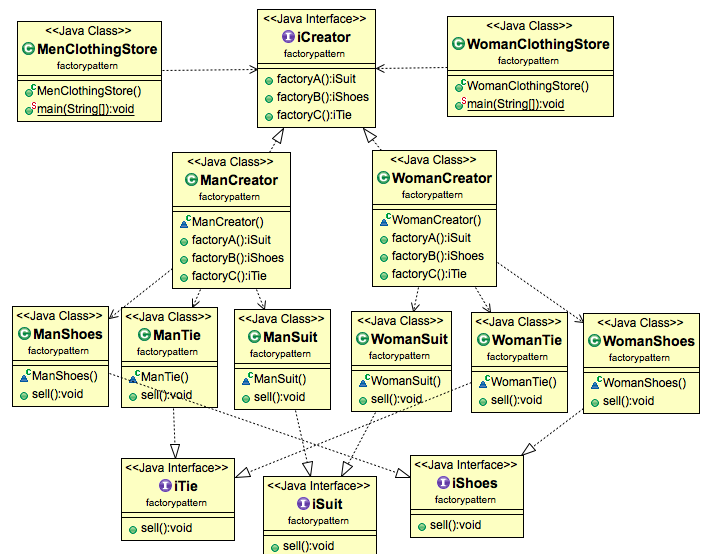 <<Java Class>>
MenClothingStore
factorypattern
MenClothingStore()
main(String[]):void
<<Java Interface>>
iCreator
factorypattern
factoryA():iSuit
factoryB():iShoes
factoryC():iTie
<<Java Class>>
WomanClothingStore
factorypattern
WomanClothingStore()
main(String[]):void
<<Java Class>>
ManCreator
factorypattern
ManCreator()
factoryA():iSuit
factoryB():iShoes
factoryC():iTie
<<Java Class>>
WomanCreator
factorypattern
WomanCreator()
factoryA():iSuit
factoryB():iShoes
factoryC():iTie
<<Java Class>>
ManShoes
factorypattern
ManShoes()
sell():void
<<Java Class>>
ManTie
factorypattern
ManTie()
sell():void
<<Java Class>>
ManSuit
factorypattern
ManSuit()
sell():void
<<Java Class>>
WomanSuit
factorypattern
WomanSuit()
sell():void
<<Java Class>>
WomanTie
factorypattern
WomanTie()
sell():void
<<Java Class>>
WomanShoes
factorypattern
WomanShoes()
sell():void
<<Java Interface>>
iTie
factorypattern
sell():void
<<Java Interface>>
iSuit
factorypattern
sell():void
<<Java Interface>>
iShoes
factorypattern
sell():void